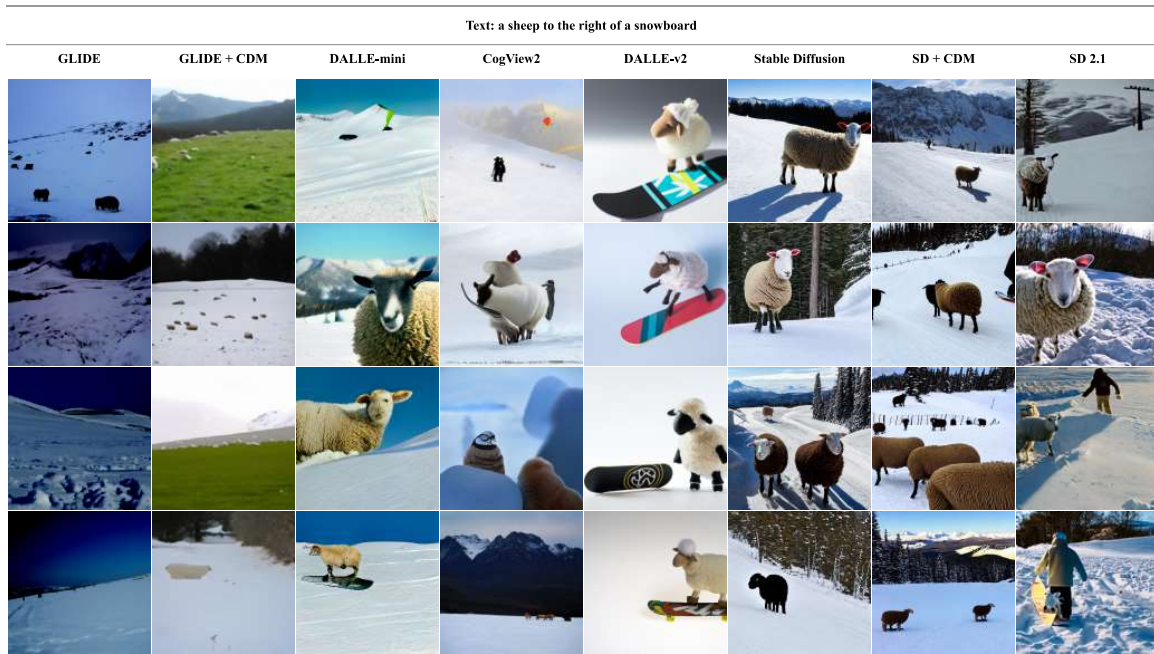 Text: a sheep to the right of a snowboard
GLIDE GLIDE + CDM DALLE-mini CogView2 DALLE-v2 Stable Diffusion SD + CDM SD 2.1